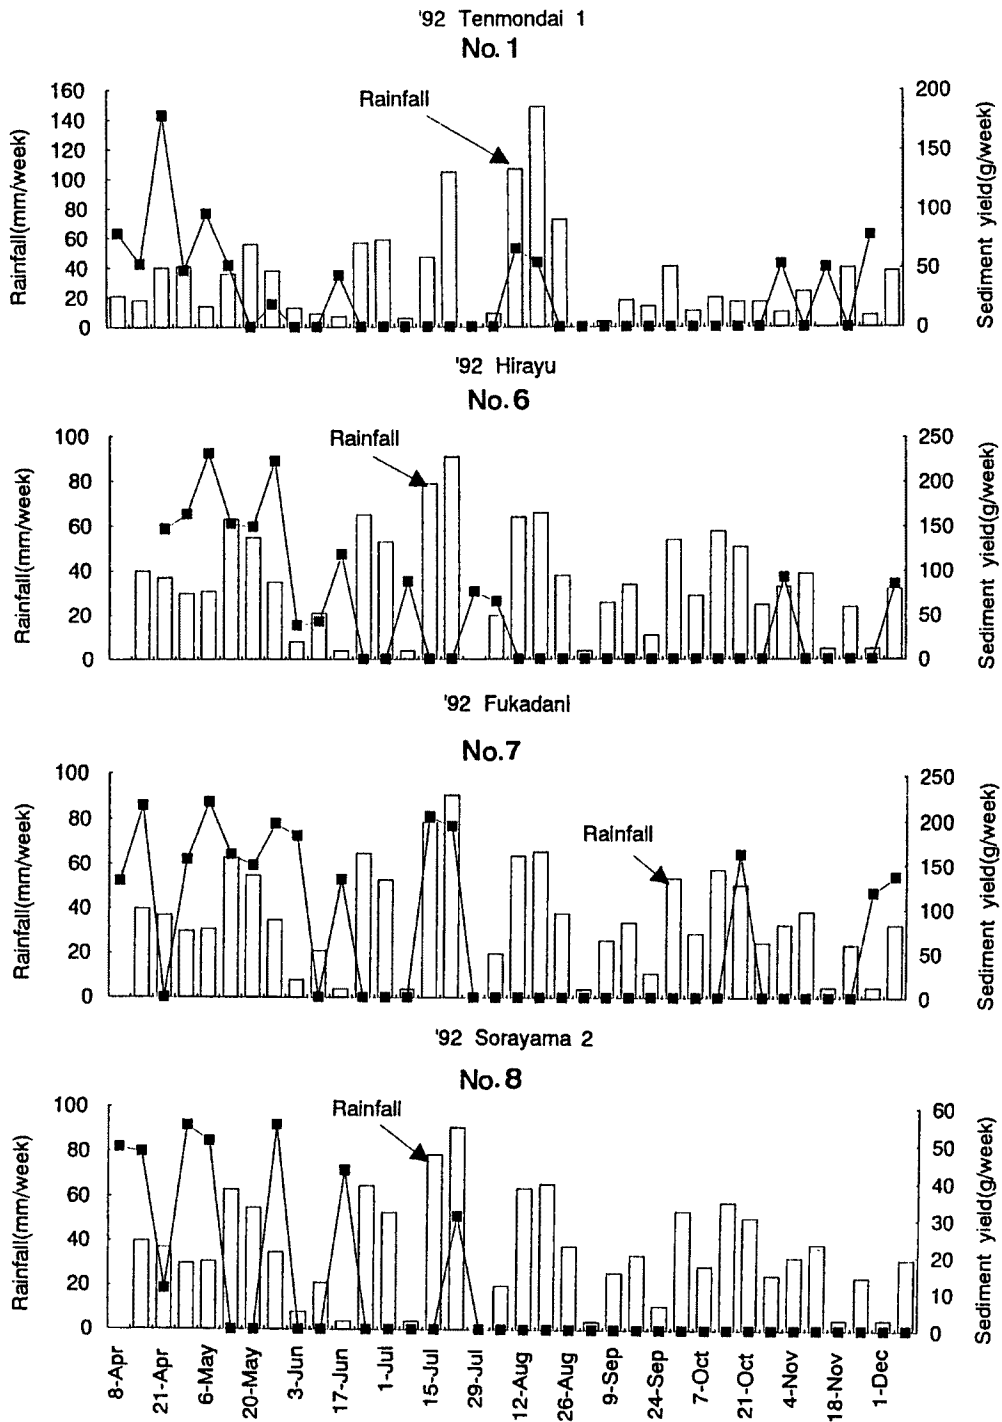 '92 Tenmondai 1
No.1
Rainfall(mm/week)
160
140
120
100
80
60
40
20
0
Rainfall
200
150
100
50
0
Sediment yield(g/week)
'92 Hirayu
No.6
Rainfall(mm/week)
100
80
60
40
20
0
Rainfall
250
200
150
100
50
0
Sediment yield(g/week)
'92 Fukadani
No.7
Rainfall(mm/week)
100
80
60
40
20
0
Rainfall
250
200
150
100
50
0
Sediment yield(g/week)
'92 Sorayama 2
No.8
Rainfall(mm/week)
100
80
60
40
20
0
Rainfall
60
50
40
30
20
10
0
Sediment yield(g/week)
8-Apr
21-Apr
6-May
20-May
3-Jun
17-Jun
1-Jul
15-Jul
29-Jul
12-Aug
26-Aug
9-Sep
24-Sep
7-Oct
21-Oct
4-Nov
18-Nov
1-Dec